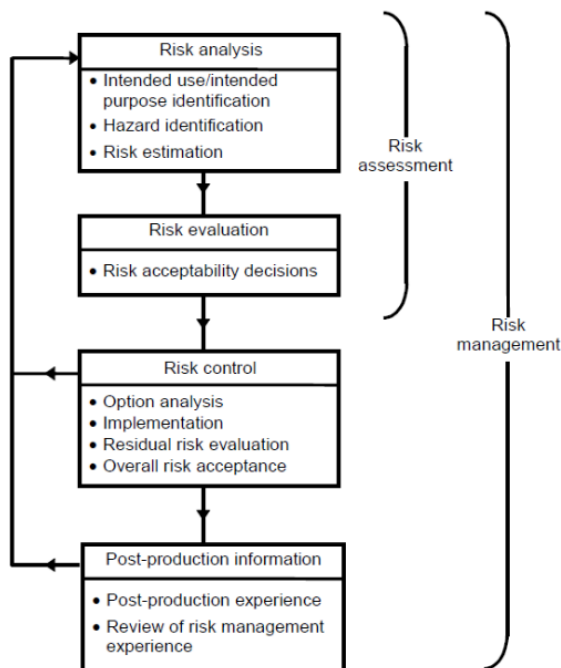 Risk analysis
• Intended use/intended
purpose identification
• Hazard identification
• Risk estimation
Risk
assessment
Risk evaluation
• Risk acceptability decisions
Risk
management
Risk control
• Option analysis
• Implementation
• Residual risk evaluation
• Overall risk acceptance
Post-production information
• Post-production experience
• Review of risk management
experience